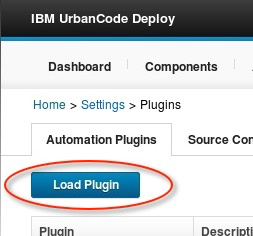 IBM UrbanCode Deploy
Dashboard Components
Home > Settings > Plugins
Automation Plugins Source Con
Load Plugin
Plugin Descripti